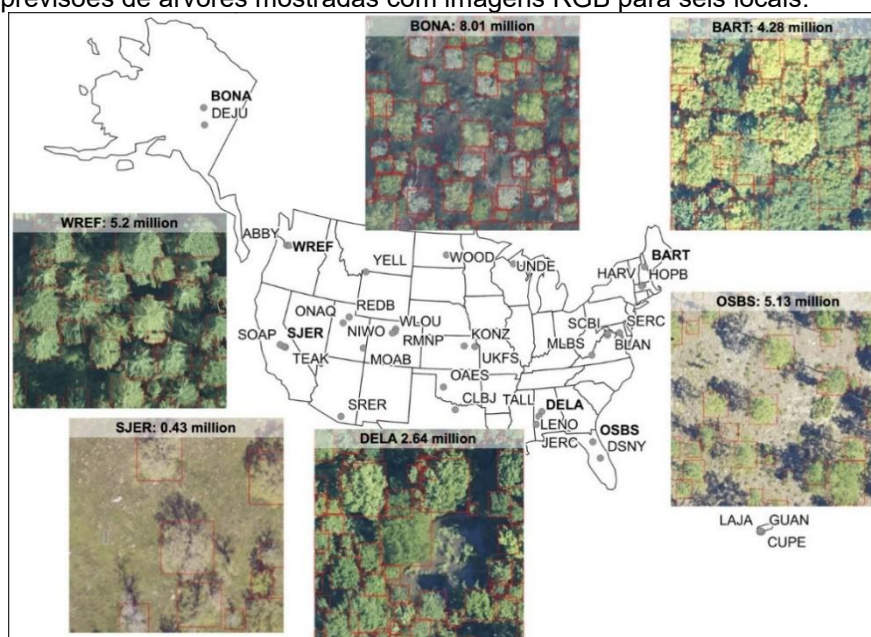 previsões de árvores mostradas com imagens RGB para seis locais.
BONA: 8.01 million
BART: 4.28 million
BONA
DEJU
WREF: 5.2 million
ABBY
WREF
YELL
WOOD
UNDE
BART
HARV
HOPB
OSBS: 5.13 million
ONAQ
REDB
WLOU
SCBI
SERC
SOAP
SJER
NIWO
RMNP
KONZ
MLBS
BLAN
TEAK
MOAB
UKFS
OAES
SRER
CLBJ
TALL
DELA
LENO
OSBS
JERC
DSNY
SJER: 0.43 million
DELA 2.64 million
LAJA
GUAN
CUPE